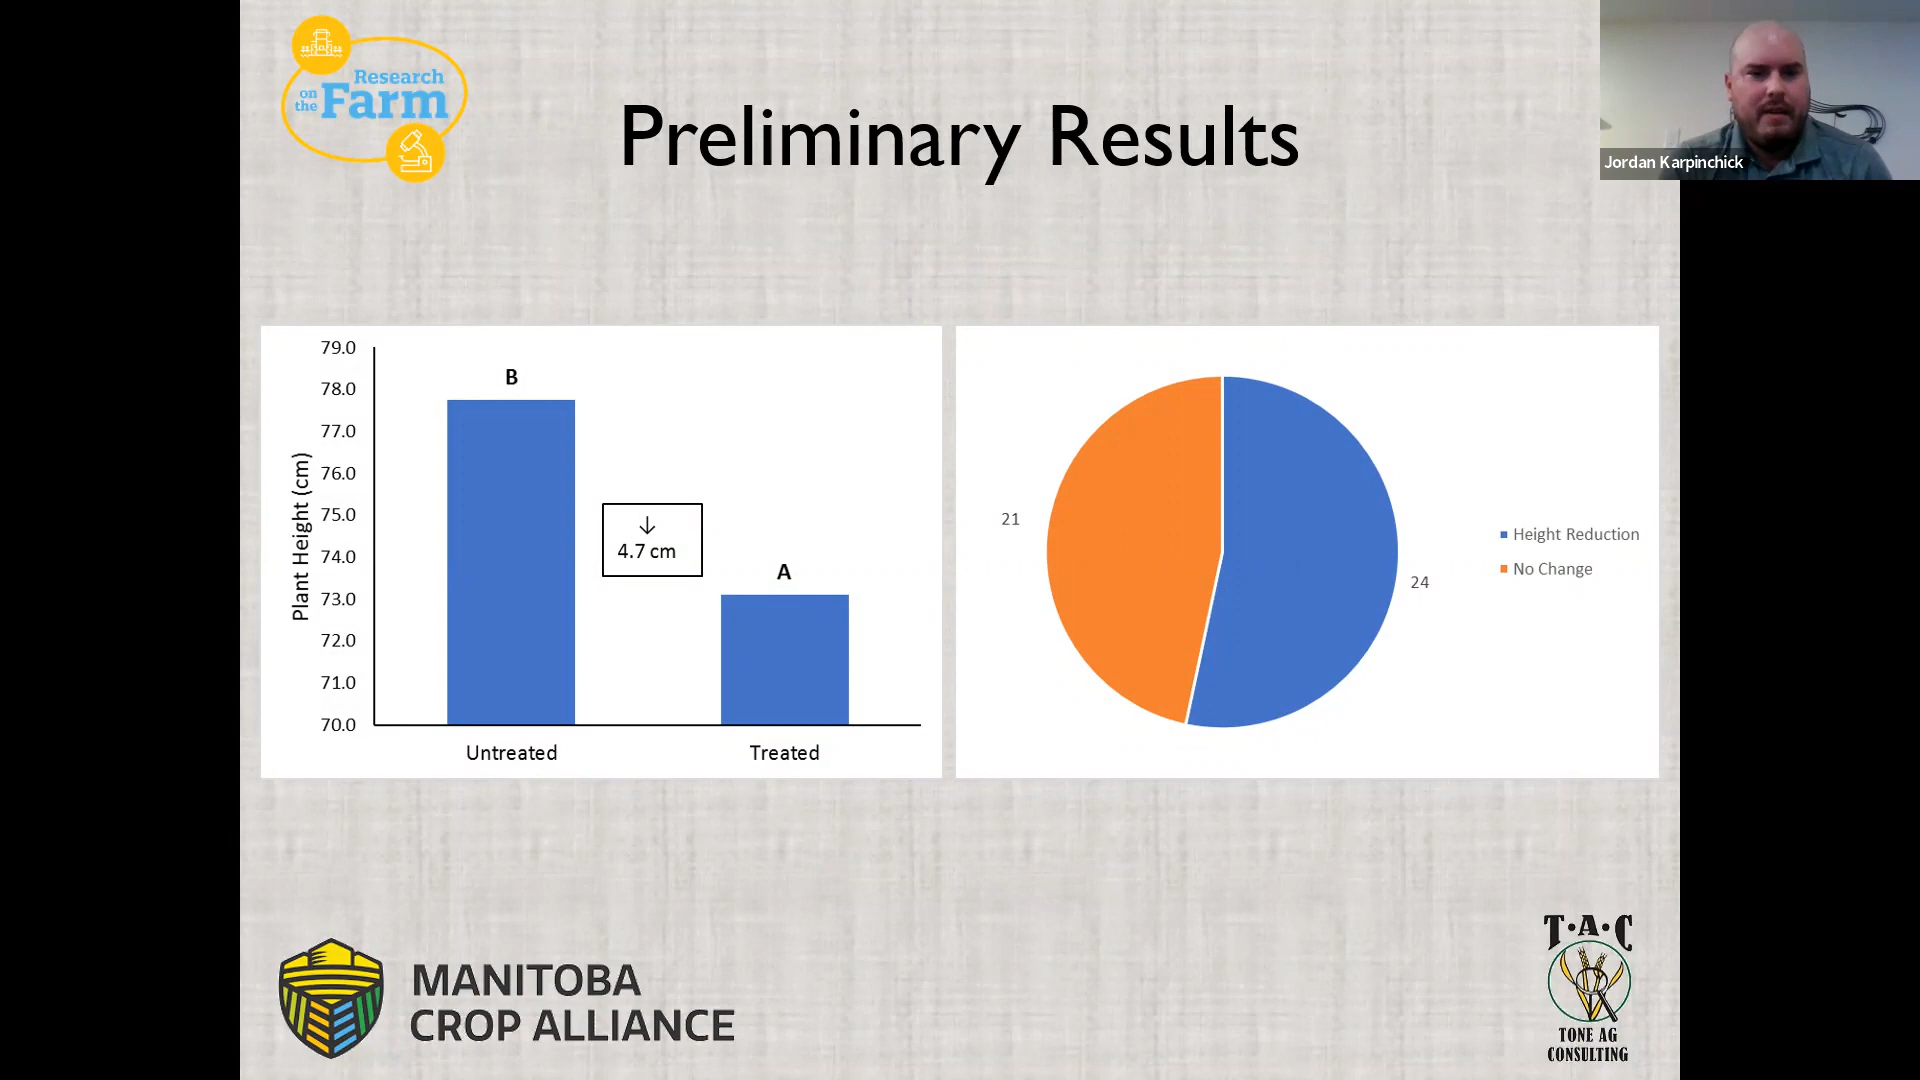 Research
on
the
Farm
Preliminary Results
Jordan Karpinchick
79.0
78.0
77.0
76.0
75.0
74.0
73.0
72.0
71.0
70.0
Plant Height (cm)
B
↓
4.7 cm
A
Untreated
Treated
21
24
Height Reduction
No Change
MANITOBA
CROP ALLIANCE
T·A·C
TONE AG
CONSULTING